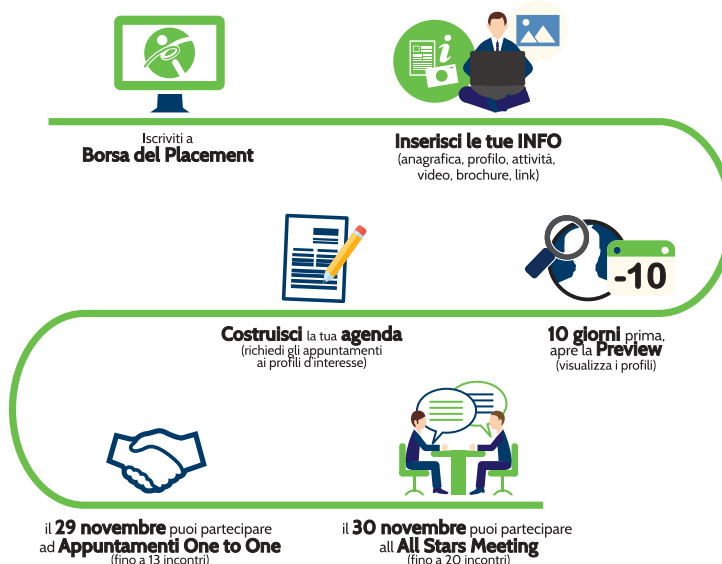 Iscriviti a
Borsa del Placement
Inserisci le tue INFO
(anagrafica, profilo, attività,
video, brochure, link)
-10
10 giorni prima,
apre la Preview
(visualizza i profili)
Costruisci la tua agenda
(richiedi gli appuntamenti
ai profili d'interesse)
il 29 novembre puoi partecipare
ad Appuntamenti One to One
(fino a 13 incontri)
il 30 novembre puoi partecipare
all All Stars Meeting
(fino a 20 incontri)